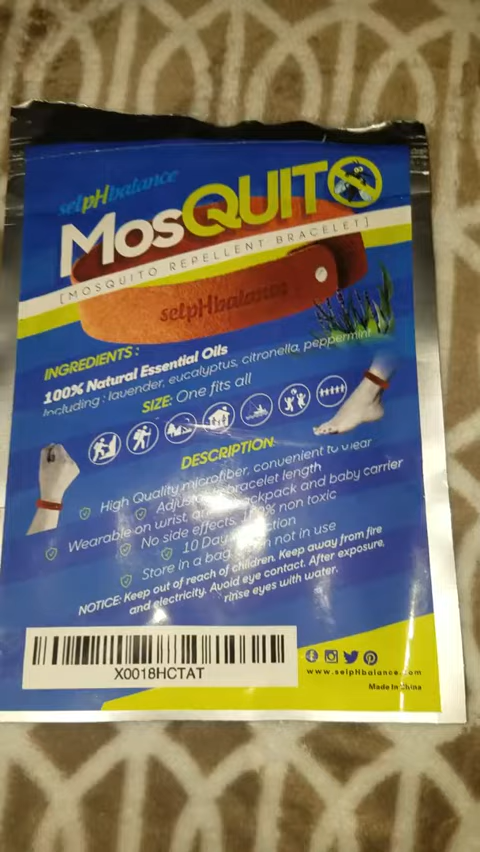 selpHbalance
MosQUITO
[MOSQUITO REPELLENT BRACELET]
selpHbalance
INGREDIENTS:
100% Natural Essential Oils
Including: lavender, eucalyptus, citronella, peppermint
SIZE: One fits all
DESCRIPTION:
High Quality microfiber, convenient to wear
bracelet length
Wearable on wrist, backpack and baby carrier
No side effects, non toxic
10 Day
Store in a bag not in use
NOTICE: Keep out of reach of children. Keep away from fire
and electricity. Avoid eye contact. After exposure,
rinse eyes with water.
X0018HCTAT
www.selpHbalance.com
Made In China